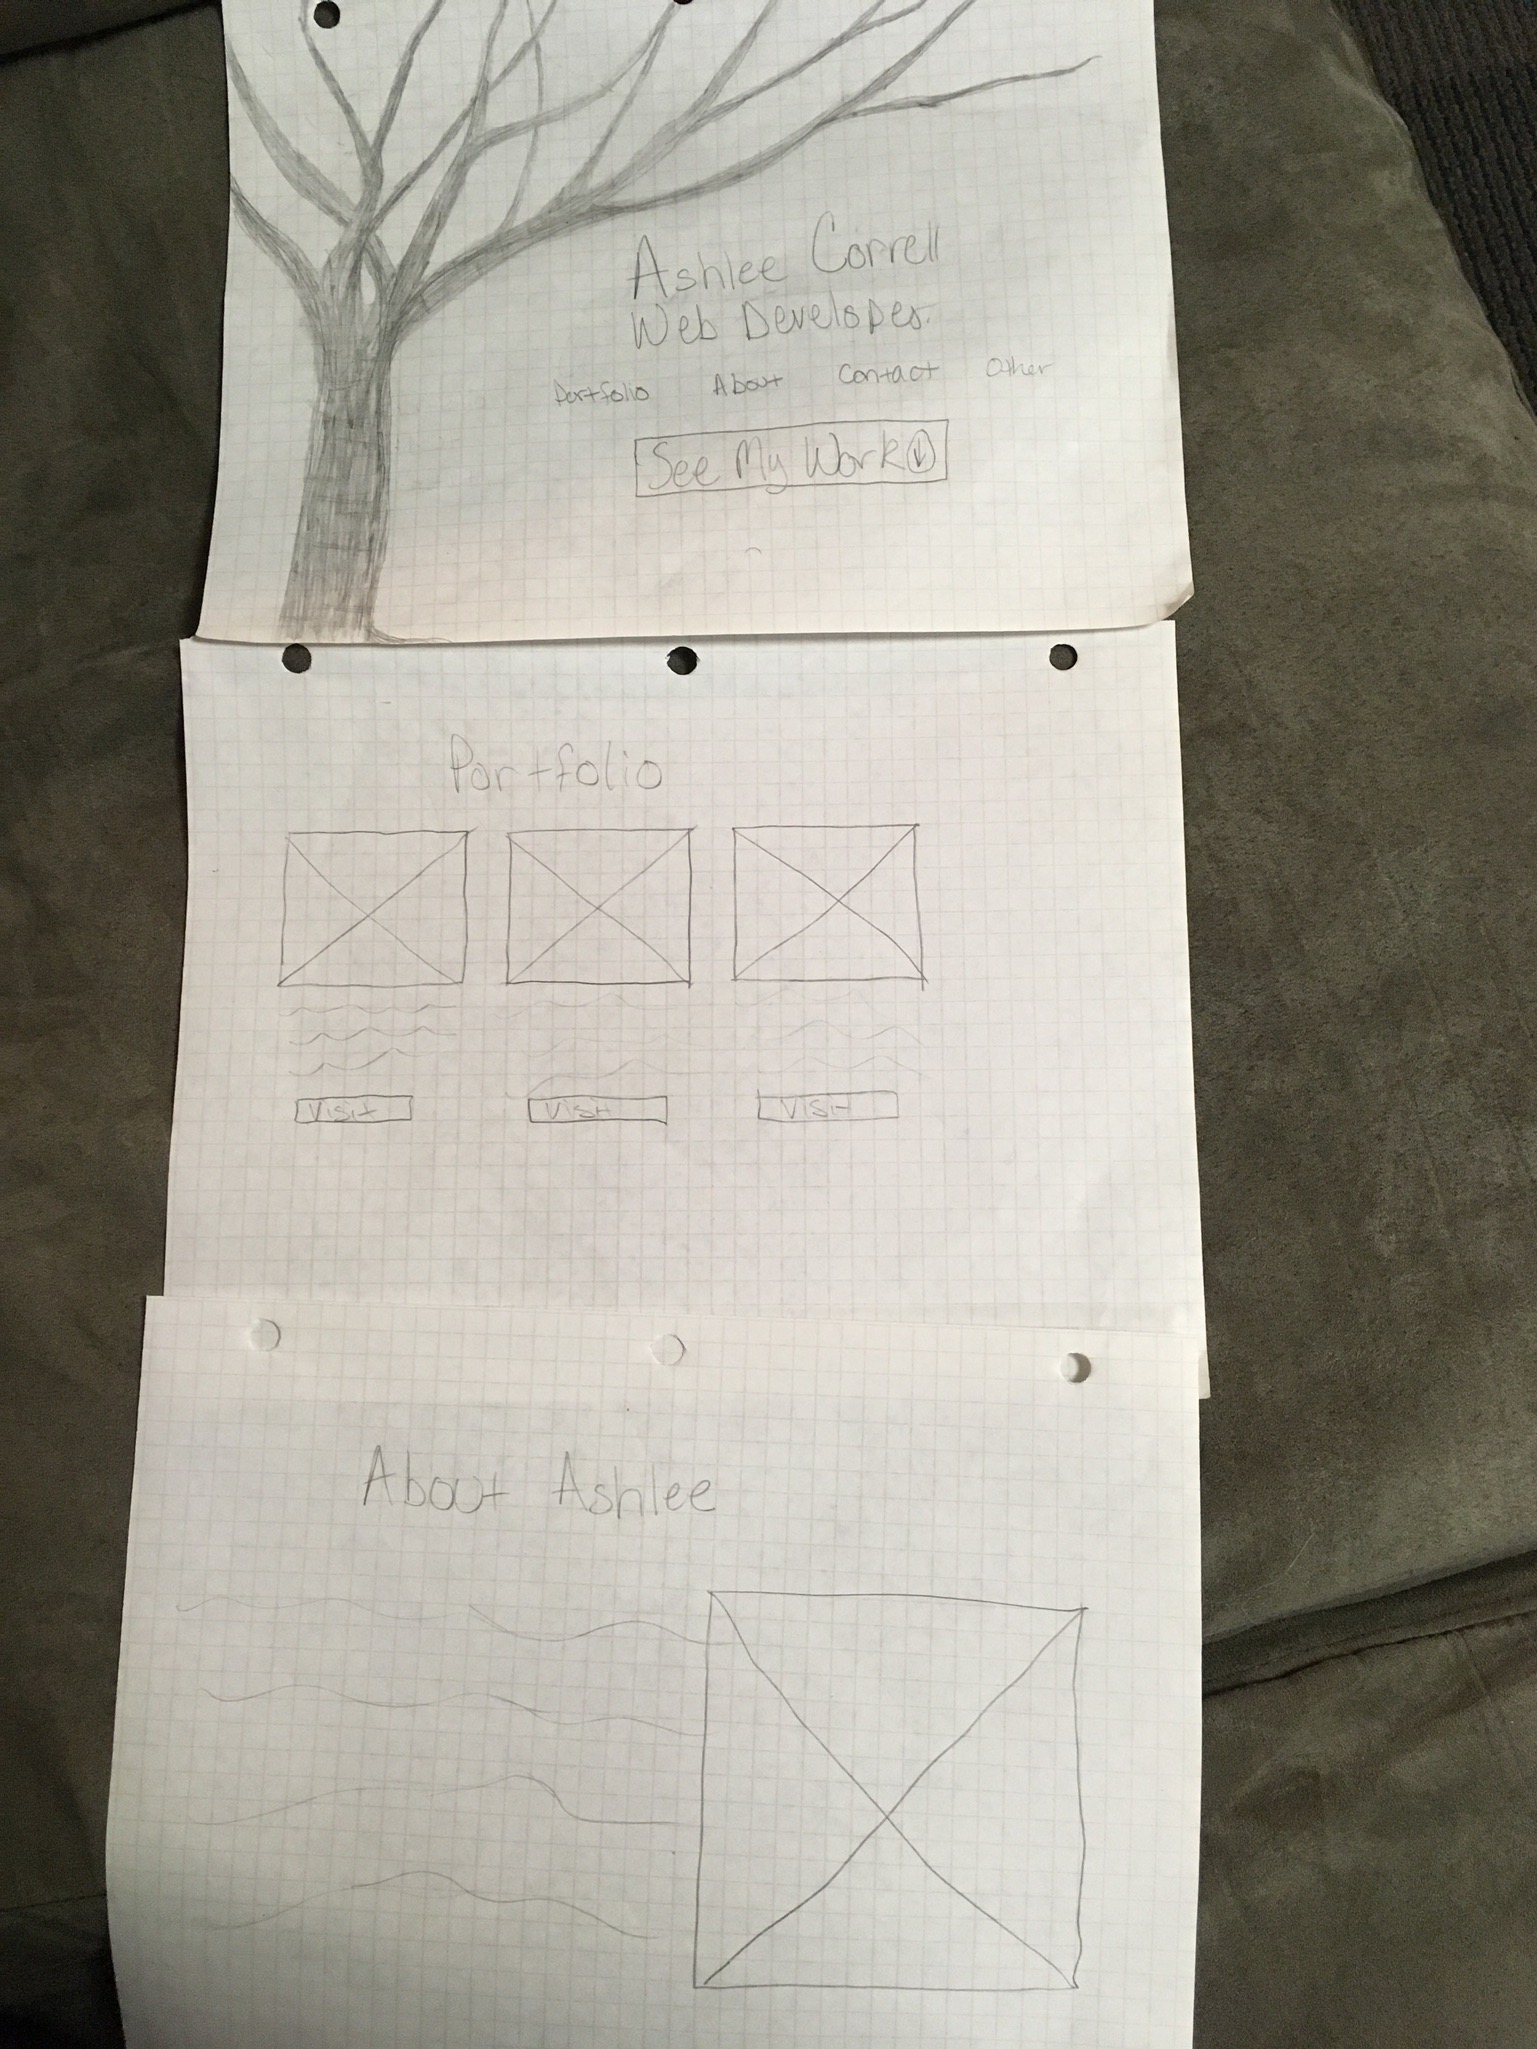 Ashlee Correll
Web Developer
Portfolio About Contact Other
See My Work
Portfolio
Visit Visit Visit
About Ashlee